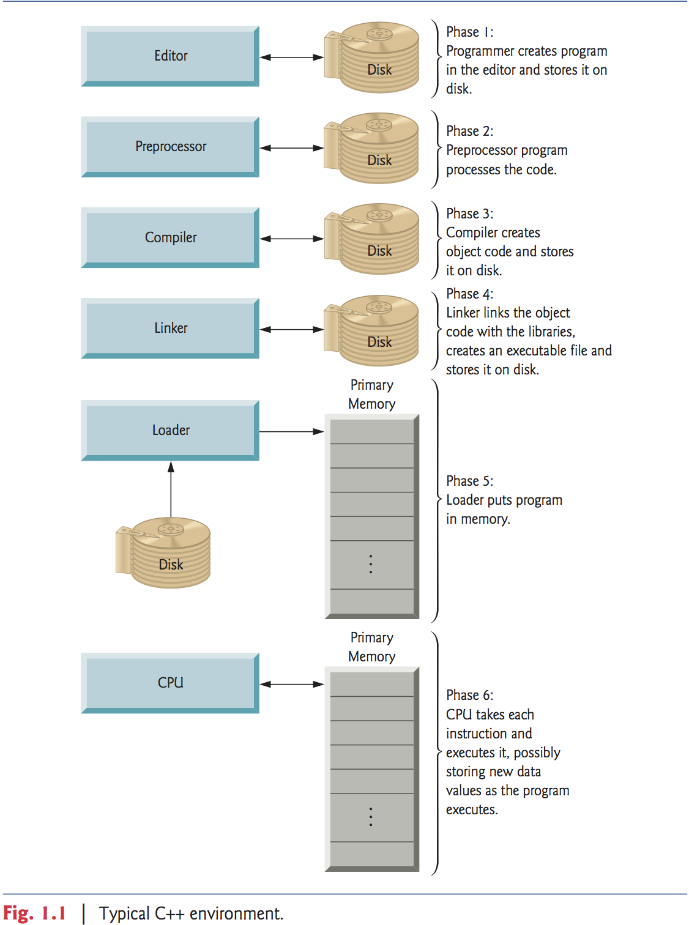 Editor
Disk
Phase 1:
Programmer creates program
in the editor and stores it on
disk.
Preprocessor
Disk
Phase 2:
Preprocessor program
processes the code.
Compiler
Disk
Phase 3:
Compiler creates
object code and stores
it on disk.
Linker
Disk
Phase 4:
Linker links the object
code with the libraries,
creates an executable file and
stores it on disk.
Primary
Memory
Loader
Disk
Phase 5:
Loader puts program
in memory.
Primary
Memory
CPU
Phase 6:
CPU takes each
instruction and
executes it, possibly
storing new data
values as the program
executes.
Fig. 1.1 | Typical C++ environment.